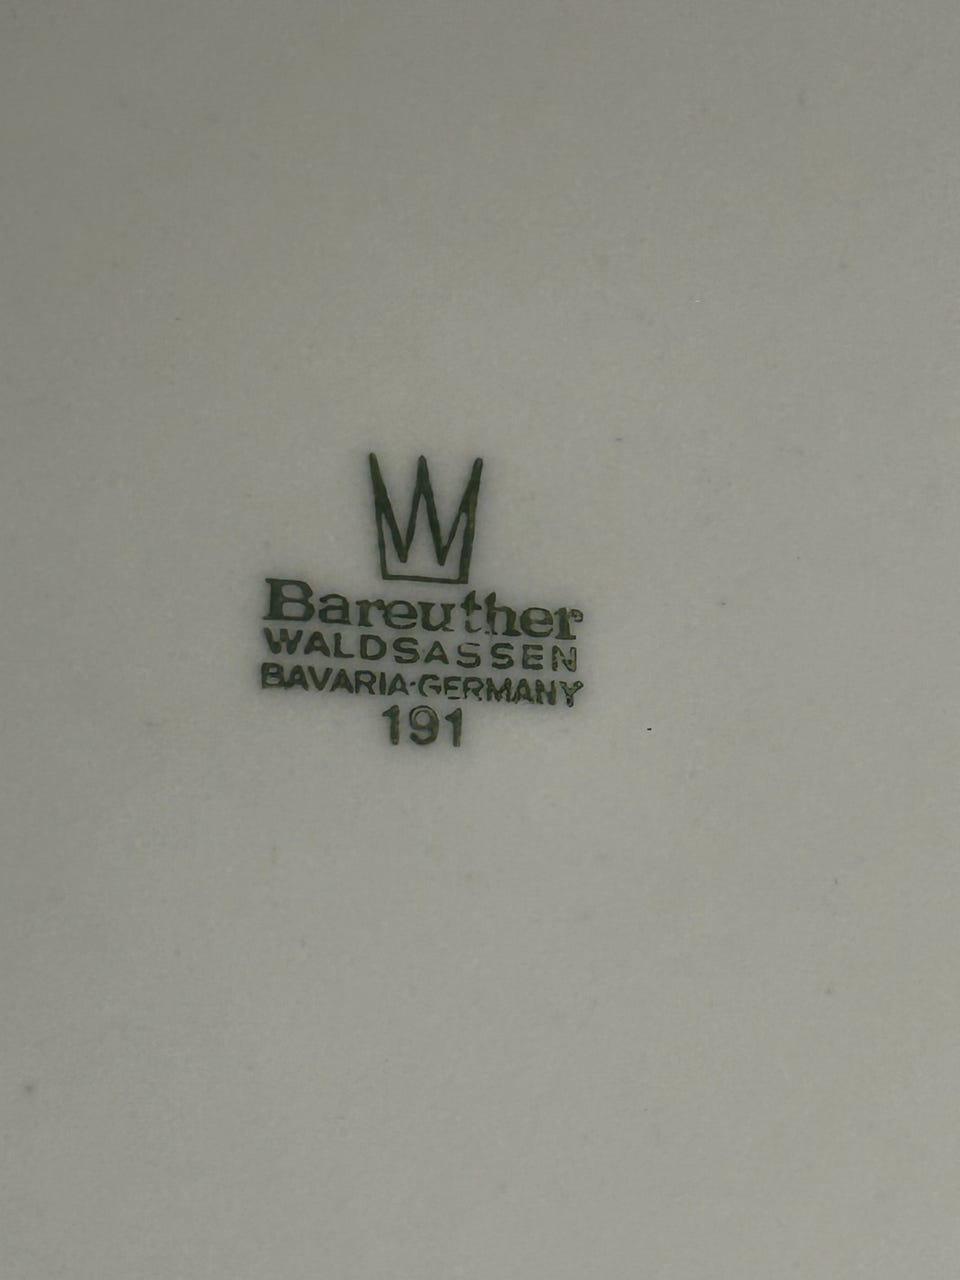 Bareuther
WALDSASSEN
BAVARIA·GERMANY
191